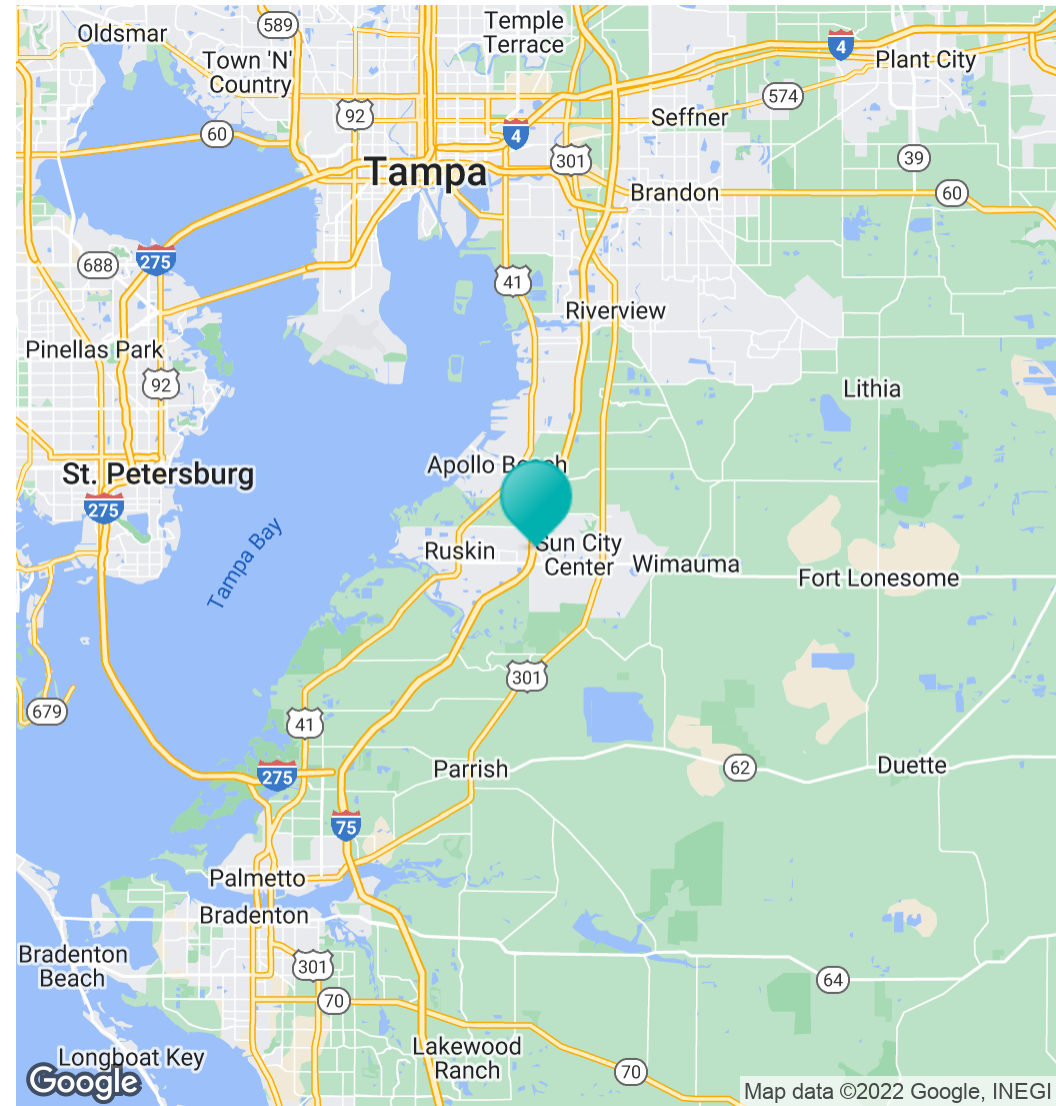 Oldsmar
589
Temple
Terrace
4
Plant City
Town 'N'
Country
574
92
Seffner
60
4
301
39
Tampa
Brandon
60
688
275
41
Riverview
Pinellas Park
92
Lithia
Apollo Beach
St. Petersburg
275
Tampa Bay
Ruskin
Sun City
Center
Wimauma
Fort Lonesome
301
679
41
275
Parrish
62
Duette
75
Palmetto
Bradenton
Bradenton
Beach
301
64
70
Longboat Key
Lakewood
Ranch
70
Google
Map data ©2022 Google, INEGI